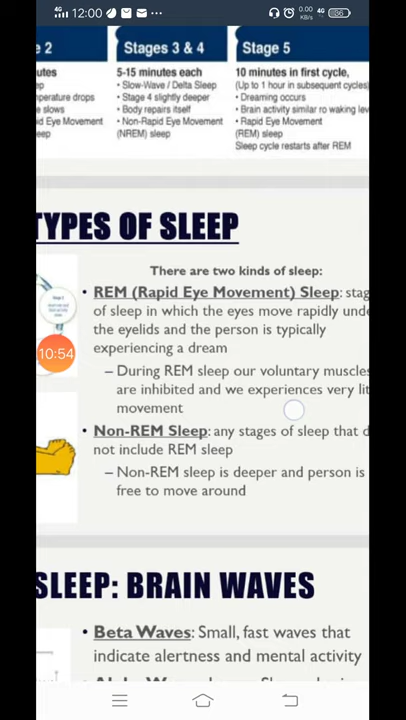 12:00
0.00
KB/s
4G
36
e 2
Stages 3 & 4
Stage 5
utes
perature drops
e slows
id Eye Movement
eep
5-15 minutes each
• Slow-Wave / Delta Sleep
• Stage 4 slightly deeper
• Body repairs itself
• Non-Rapid Eye Movement
(NREM) sleep
10 minutes in first cycle,
(Up to 1 hour in subsequent cycles)
• Dreaming occurs
• Brain activity similar ro waking lev
• Rapid Eye Movement
(REM) sleep
Sleep cycle restarts after REM
TYPES OF SLEEP
There are two kinds of sleep:
• REM (Rapid Eye Movement) Sleep: stag
of sleep in which the eyes move rapidly unde
the eyelids and the person is typically
experiencing a dream
10:54
– During REM sleep our voluntary muscles
are inhibited and we experiences very lit
movement
• Non-REM Sleep: any stages of sleep that d
not include REM sleep
– Non-REM sleep is deeper and person is
free to move around
SLEEP: BRAIN WAVES
• Beta Waves: Small, fast waves that
indicate alertness and mental activity